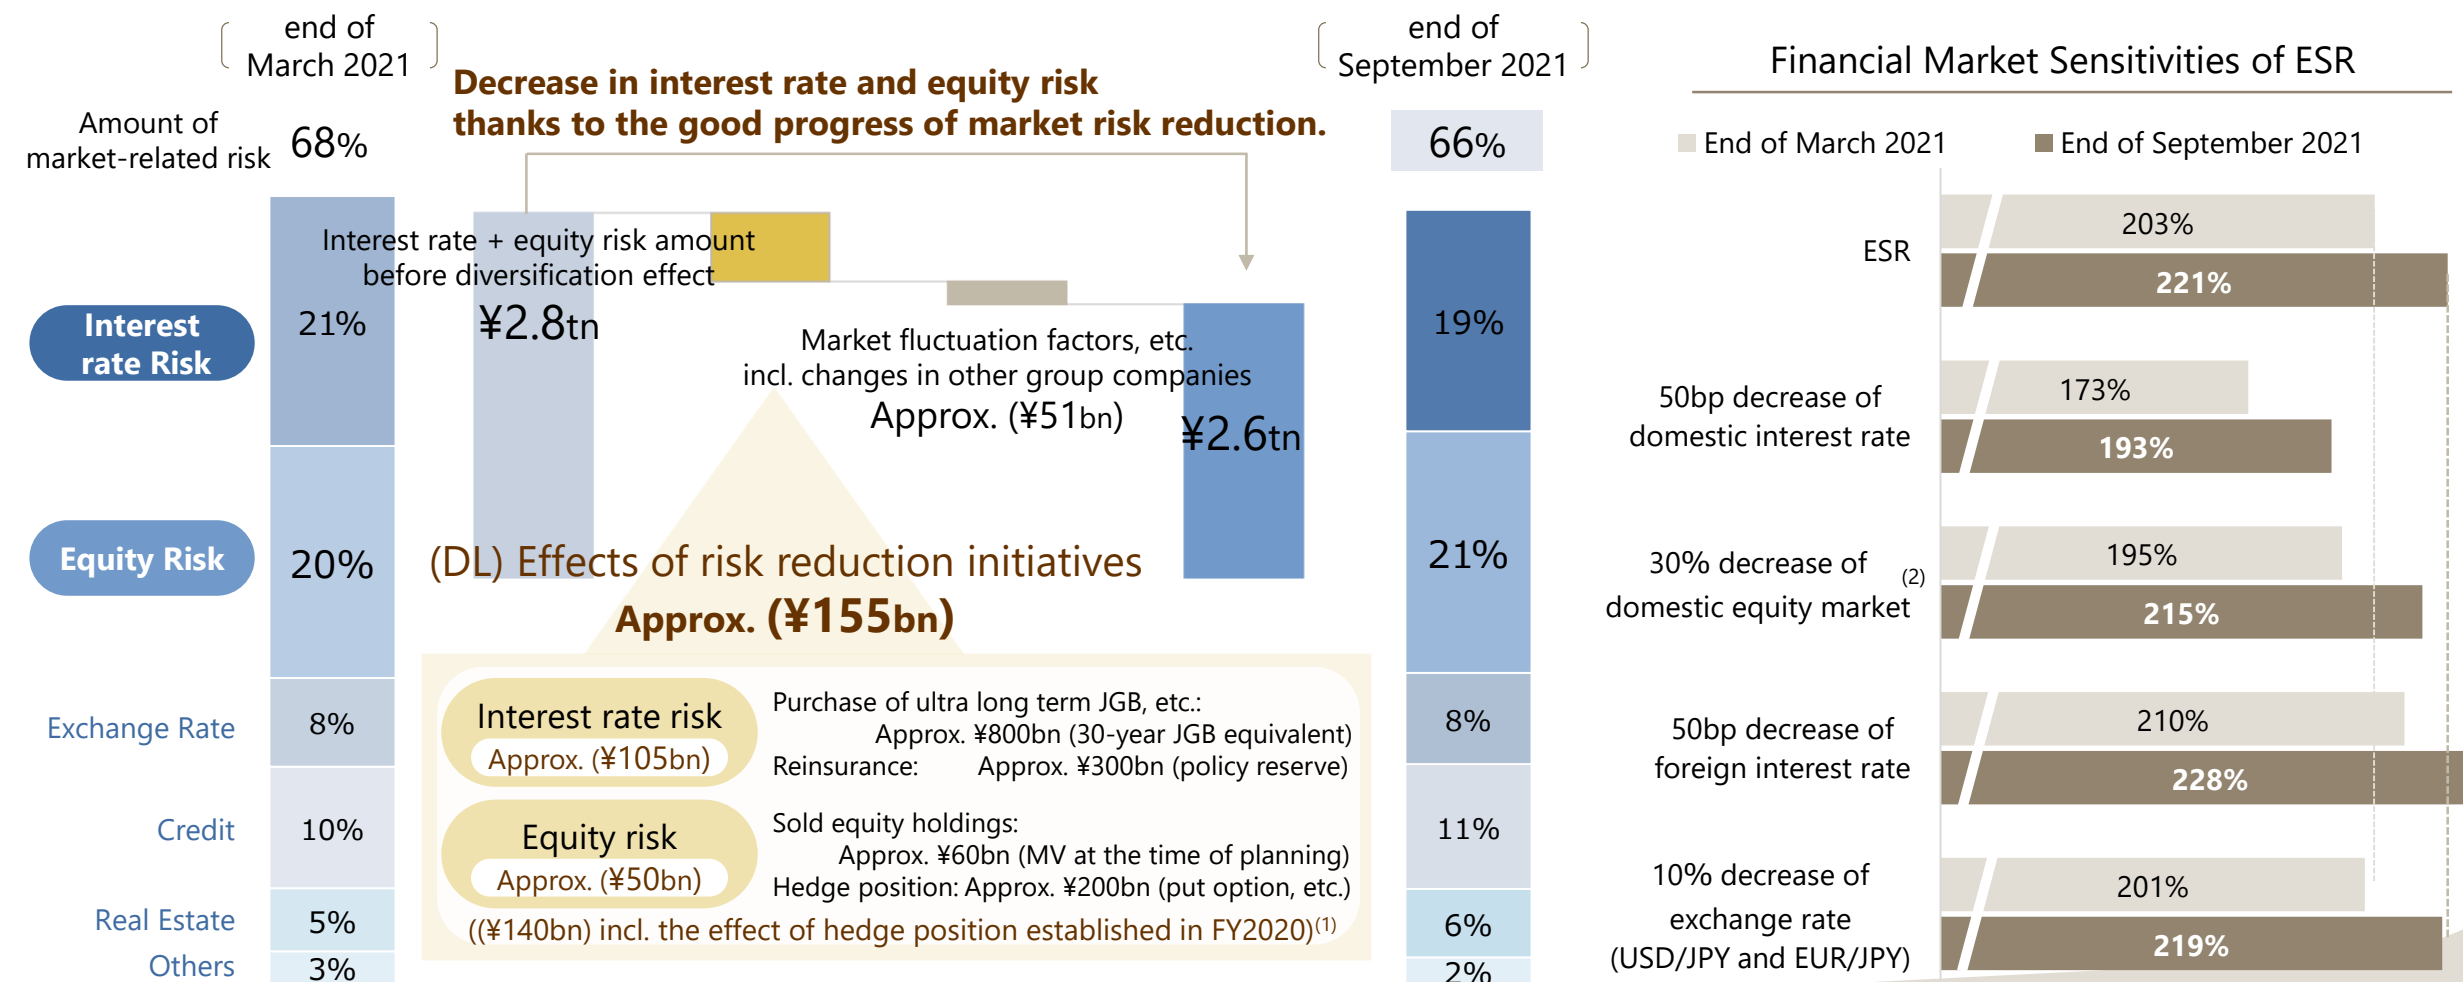 end of
March 2021
Amount of
market-related risk
68%
Interest
rate Risk
21%
Equity Risk
20%
Exchange Rate
8%
Credit
10%
Real Estate
5%
Others
3%
Decrease in interest rate and equity risk
thanks to the good progress of market risk reduction.
Interest rate + equity risk amount
before diversification effect
¥2.8tn
Market fluctuation factors, etc.
incl. changes in other group companies
Approx. (¥51bn)
¥2.6tn
(DL) Effects of risk reduction initiatives
Approx. (¥155bn)
Interest rate risk
Approx. (¥105bn)
Purchase of ultra long term JGB, etc.:
Approx. ¥800bn (30-year JGB equivalent)
Reinsurance: Approx. ¥300bn (policy reserve)
Equity risk
Approx. (¥50bn)
Sold equity holdings:
Approx. ¥60bn (MV at the time of planning)
Hedge position: Approx. ¥200bn (put option, etc.)
((¥140bn) incl. the effect of hedge position established in FY2020)(1)
end of
September 2021
66%
19%
21%
8%
11%
6%
2%
Financial Market Sensitivities of ESR
End of March 2021
End of September 2021
ESR
203%
221%
50bp decrease of
domestic interest rate
173%
193%
30% decrease of
domestic equity market (2)
195%
215%
50bp decrease of
foreign interest rate
210%
228%
10% decrease of
exchange rate
(USD/JPY and EUR/JPY)
201%
219%